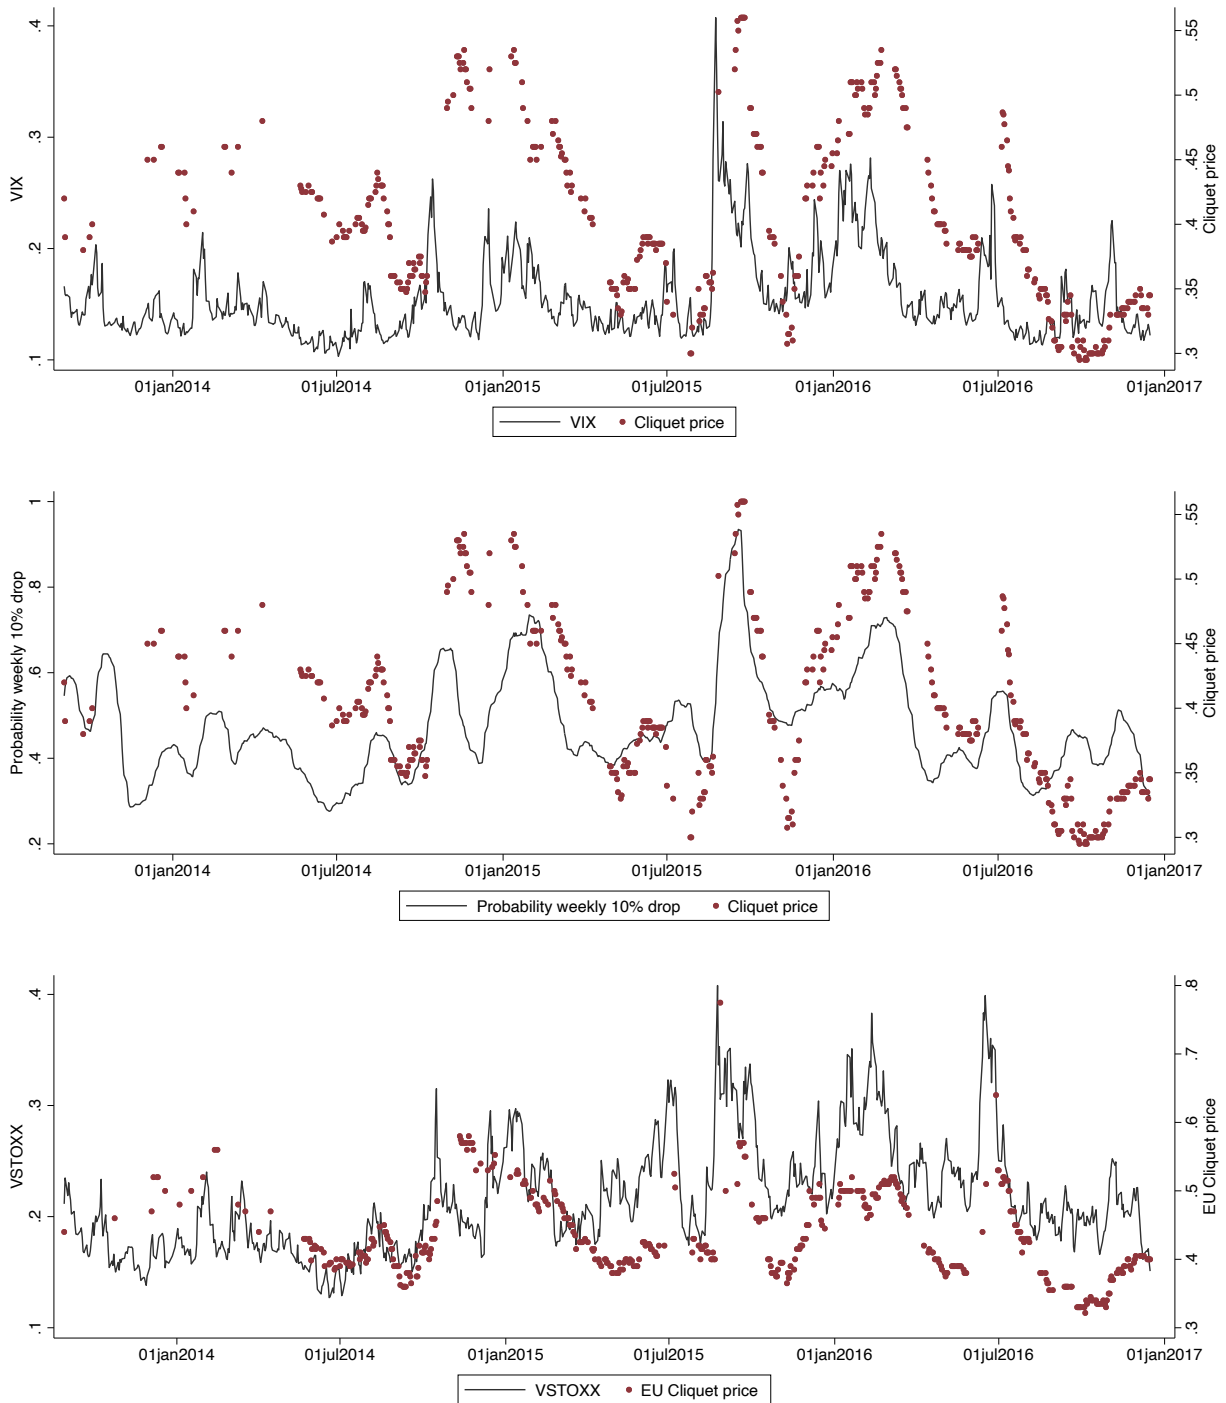 VIX
.4
.3
.2
.1
.55
.5
.45
.4
.35
.3
Cliquet price
01jan2014 01jul2014 01jan2015 01jul2015 01jan2016 01jul2016 01jan2017
VIX Cliquet price
Probability weekly 10% drop
1
.8
.6
.4
.2
.55
.5
.45
.4
.35
.3
Cliquet price
01jan2014 01jul2014 01jan2015 01jul2015 01jan2016 01jul2016 01jan2017
Probability weekly 10% drop Cliquet price
VSTOXX
.4
.3
.2
.1
.8
.7
.6
.5
.4
.3
EU Cliquet price
01jan2014 01jul2014 01jan2015 01jul2015 01jan2016 01jul2016 01jan2017
VSTOXX EU Cliquet price